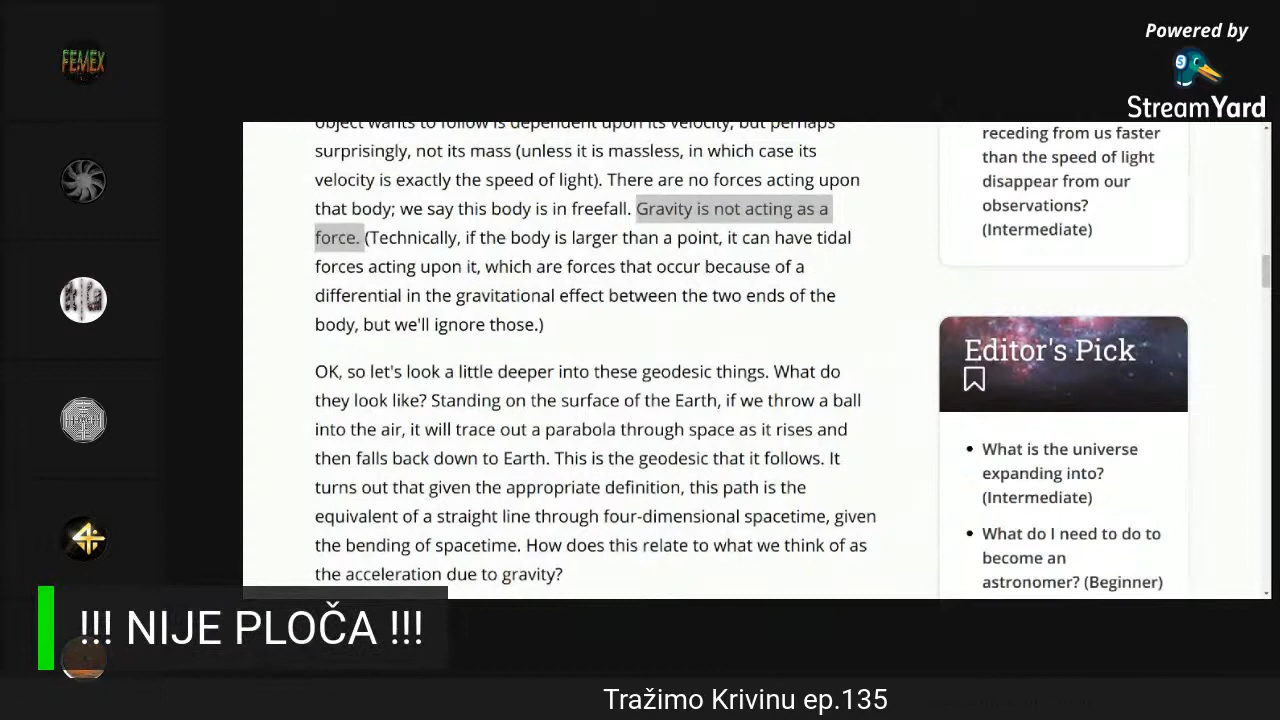 FEMEX
Powered by
StreamYard
object wants to follow is dependent upon its velocity, but perhaps
surprisingly, not its mass (unless it is massless, in which case its
velocity is exactly the speed of light). There are no forces acting upon
that body; we say this body is in freefall. Gravity is not acting as a
force. (Technically, if the body is larger than a point, it can have tidal
forces acting upon it, which are forces that occur because of a
differential in the gravitational effect between the two ends of the
body, but we'll ignore those.)
OK, so let's look a little deeper into these geodesic things. What do
they look like? Standing on the surface of the Earth, if we throw a ball
into the air, it will trace out a parabola through space as it rises and
then falls back down to Earth. This is the geodesic that it follows. It
turns out that given the appropriate definition, this path is the
equivalent of a straight line through four-dimensional spacetime, given
the bending of spacetime. How does this relate to what we think of as
the acceleration due to gravity?
receding from us faster
than the speed of light
disappear from our
observations?
(Intermediate)
Editor's Pick
• What is the universe
expanding into?
(Intermediate)
• What do I need to do to
become an
astronomer? (Beginner)
!!! NIJE PLOČA !!!
Tražimo Krivinu ep.135